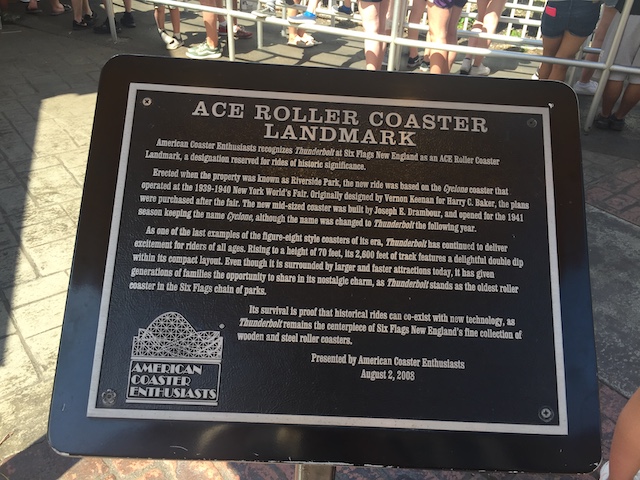 ACE ROLLER COASTER
LANDMARK
American Coaster Enthusiasts recognizes Thunderbolt at Six Flags New England as an ACE Roller Coaster
Landmark, a designation reserved for rides of historic significance.
Erected when the property was known as Riverside Park, the now ride was based on the Cyclone coaster that
operated at the 1939-1940 New York World's Fair. Originally designed by Vernon Keenan for Harry C. Baker, the plans
were purchased after the fair. The new mid-sized coaster was built by Joseph E. Drambour, and opened for the 1941
season keeping the name Cyclone, although the name was changed to Thunderbolt the following year.
As one of the last examples of the figure-eight style coasters of its era, Thunderbolt has continued to deliver
excitement for riders of all ages. Rising to a height of 70 feet, its 2,600 feet of track features a delightful double dip
within its compact layout. Even though it is surrounded by larger and faster attractions today, it has given
generations of families the opportunity to share in its nostalgic charm, as Thunderbolt stands as the oldest roller
coaster in the Six Flags chain of parks.
Its survival is proof that historical rides can co-exist with new technology, as
Thunderbolt remains the centerpiece of Six Flags New England's fine collection of
wooden and steel roller coasters.
Presented by American Coaster Enthusiasts
August 2, 2008
AMERICAN
COASTER
ENTHUSIASTS